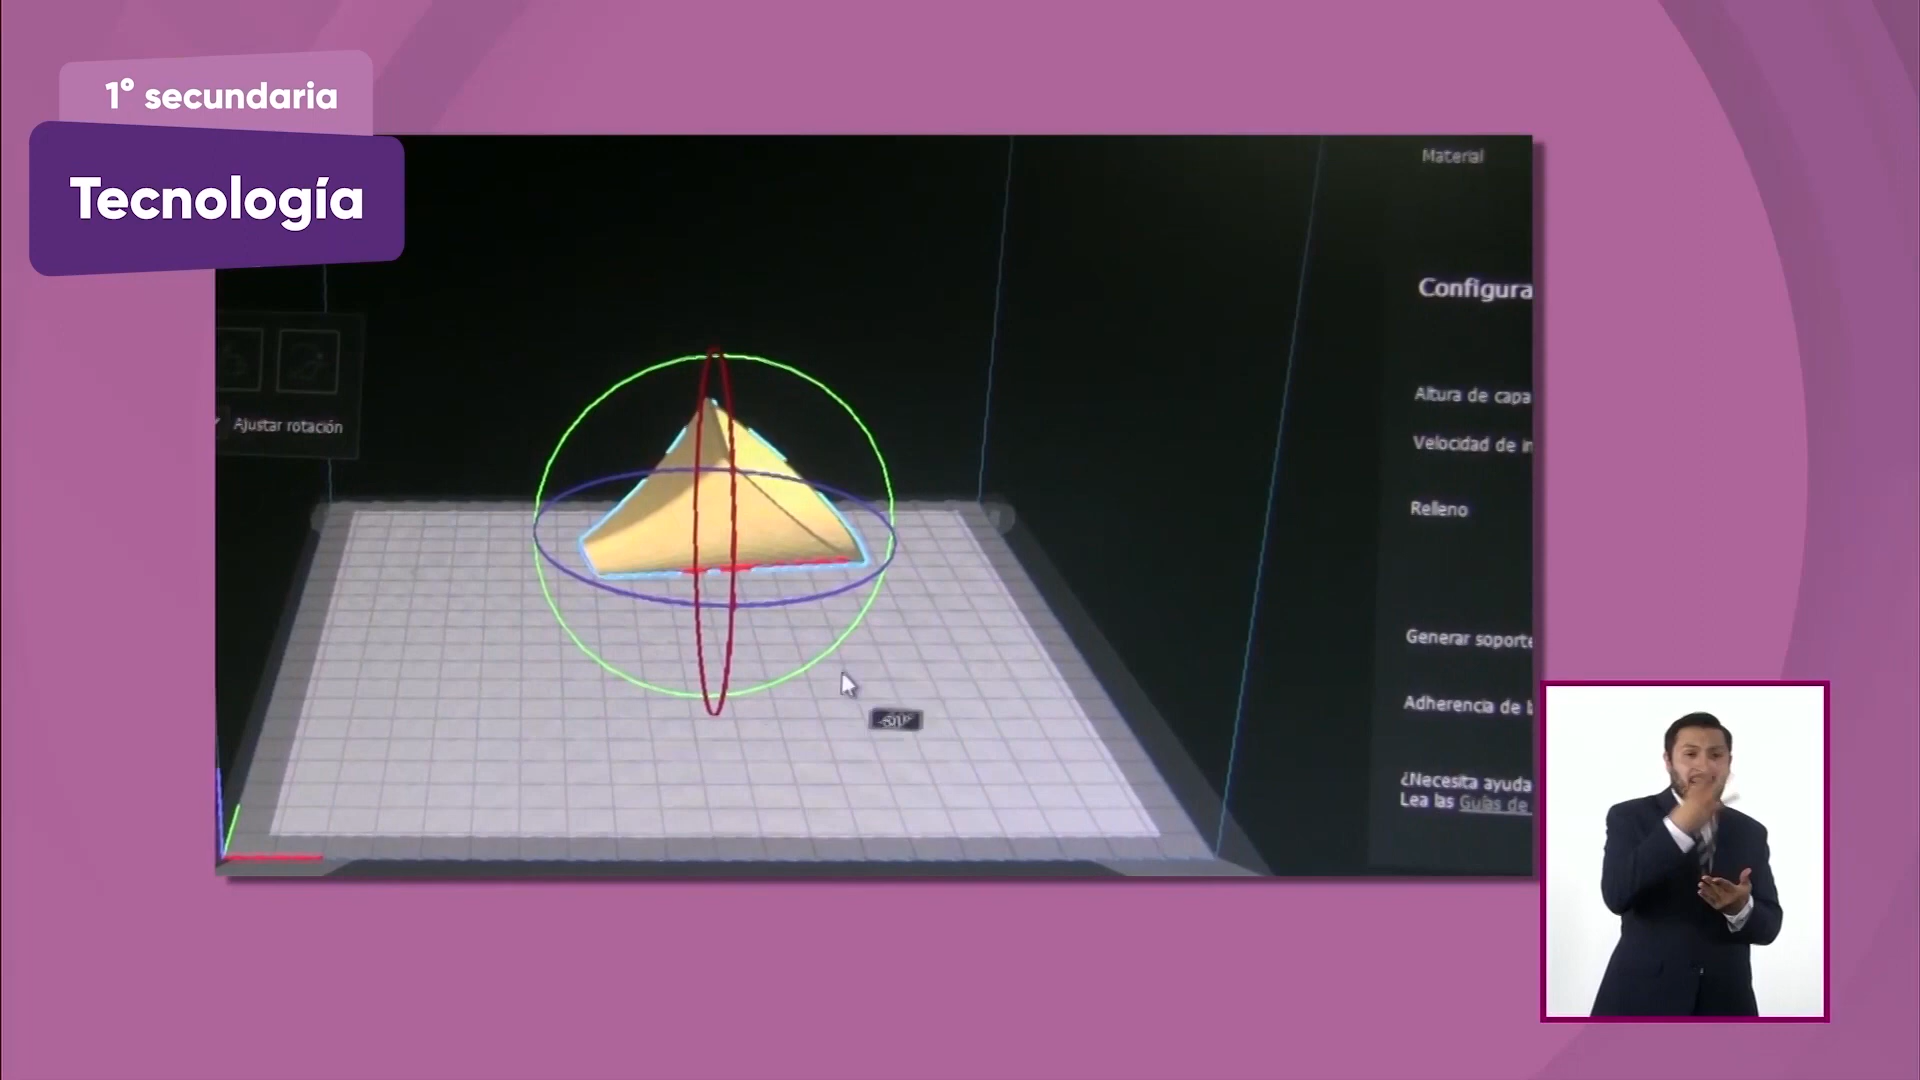 1° secundaria
Tecnología
Material
Configura
Ajustar rotación
Altura de capa
Velocidad de
Relleno
Generar soporte
Adherencia de
¿Necesita ayuda
Lea las Guías de